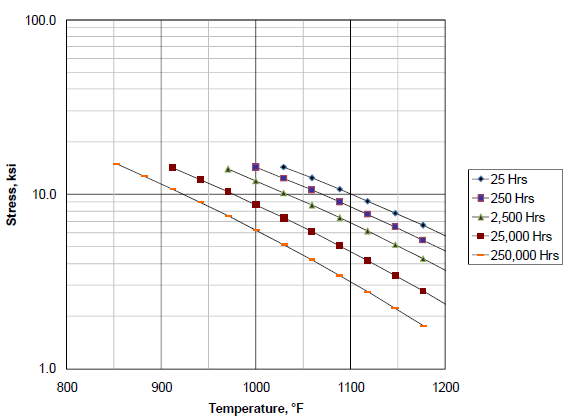 100.0
10.0
1.0
Stress, ksi
800
900
1000
1100
1200
Temperature, °F
25 Hrs
250 Hrs
2,500 Hrs
25,000 Hrs
250,000 Hrs